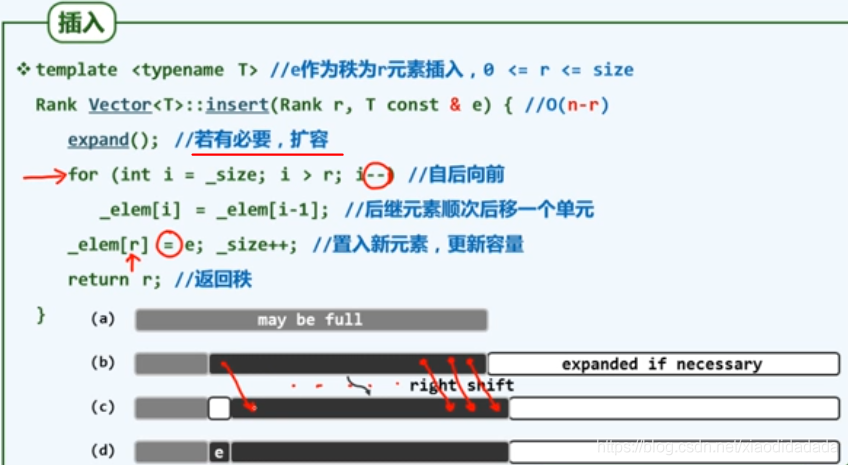 插入
❖ template <typename T> //e作为秩为r元素插入，0 <= r <= size
Rank Vector<T>::insert(Rank r, T const & e) { //O(n-r)
expand(); //若有必要，扩容
for (int i = _size; i > r; i--) //自后向前
_elem[i] = _elem[i-1]; //后继元素顺次后移一个单元
_elem[r] = e; _size++; //置入新元素，更新容量
return r; //返回秩
}
(a) may be full
(b) expanded if necessary
right shift
(c)
(d) e
https://blog.csdn.net/xiaodidadada